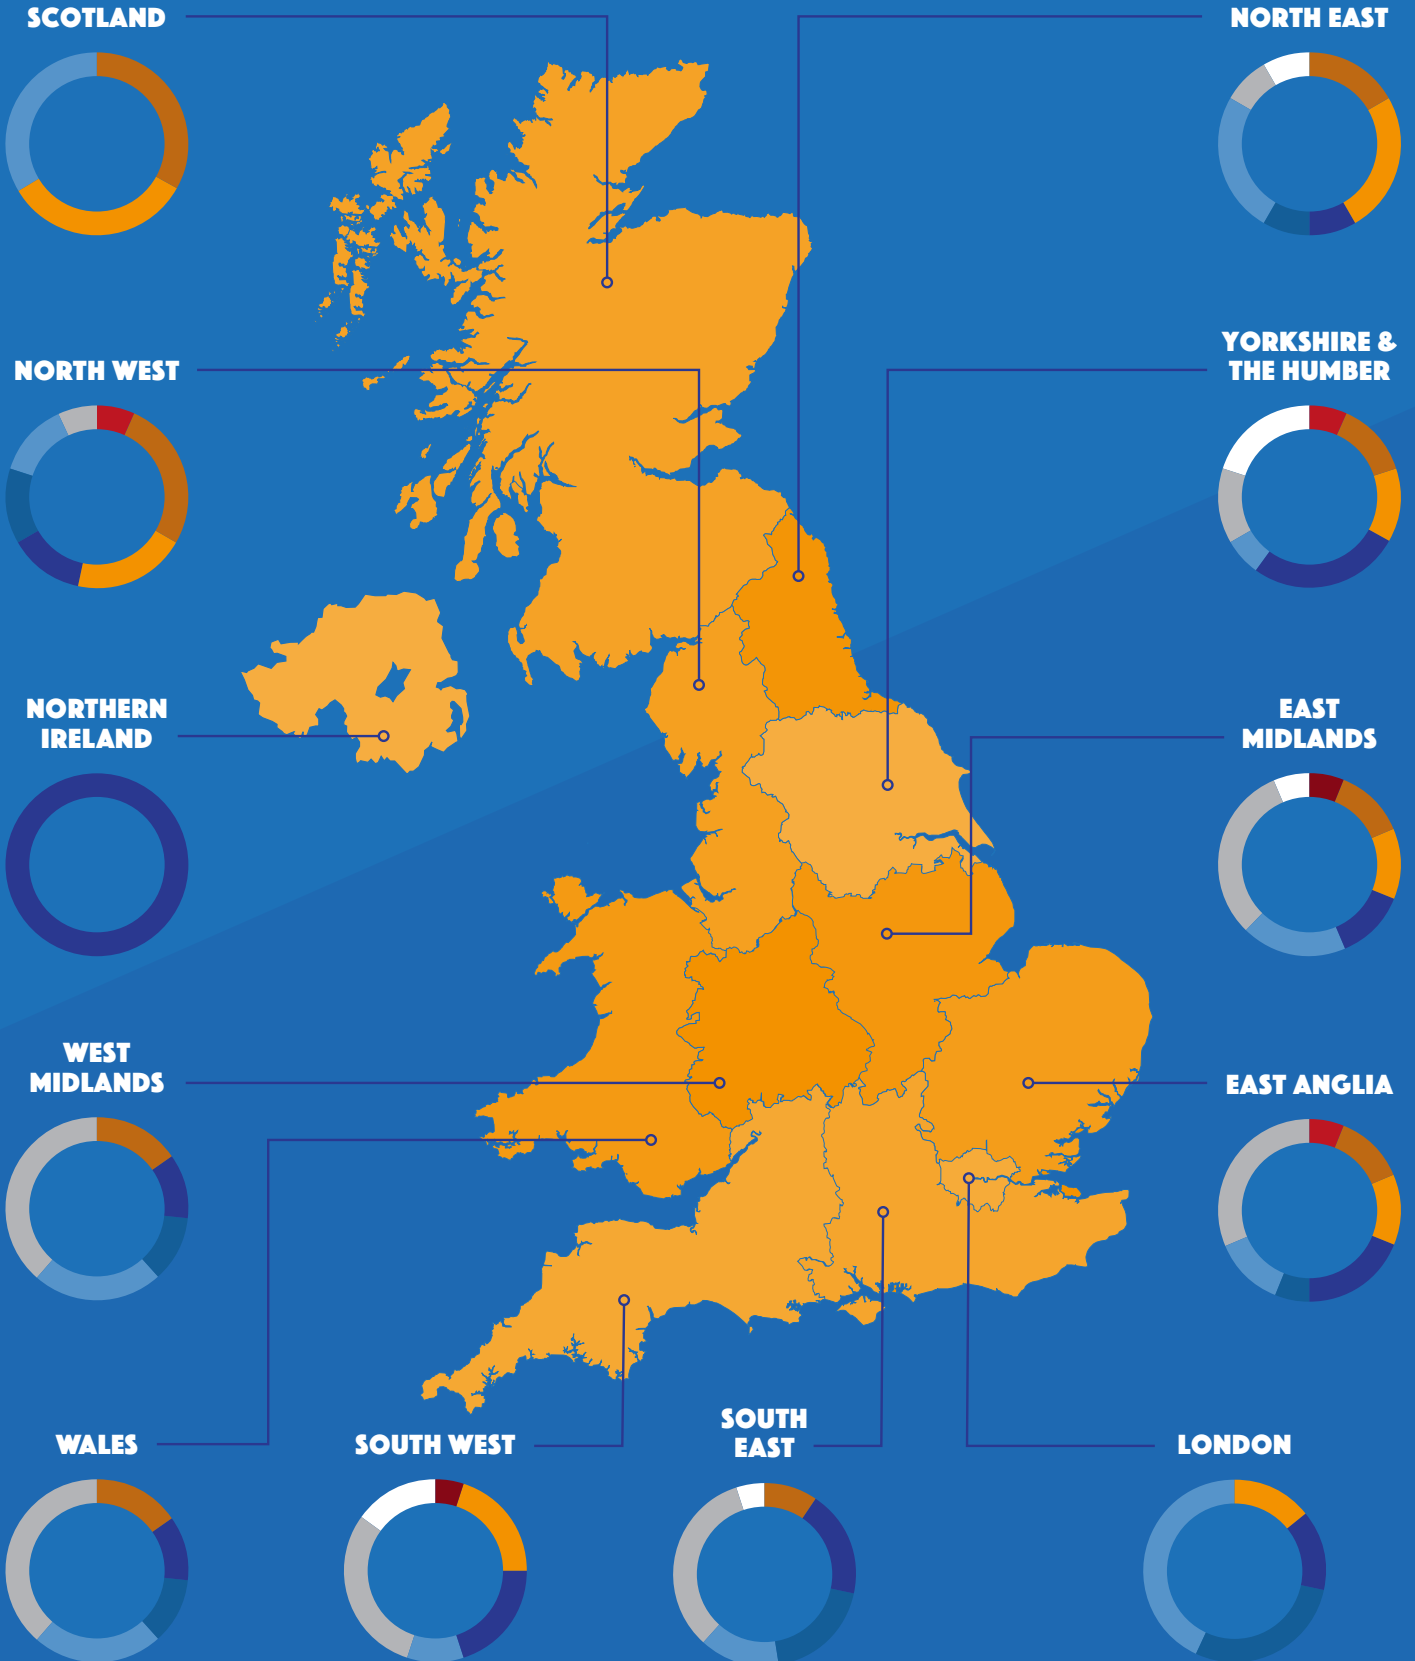 SCOTLAND
NORTH EAST
NORTH WEST
YORKSHIRE &
THE HUMBER
NORTHERN
IRELAND
EAST
MIDLANDS
WEST
MIDLANDS
EAST ANGLIA
WALES
SOUTH WEST
SOUTH
EAST
LONDON